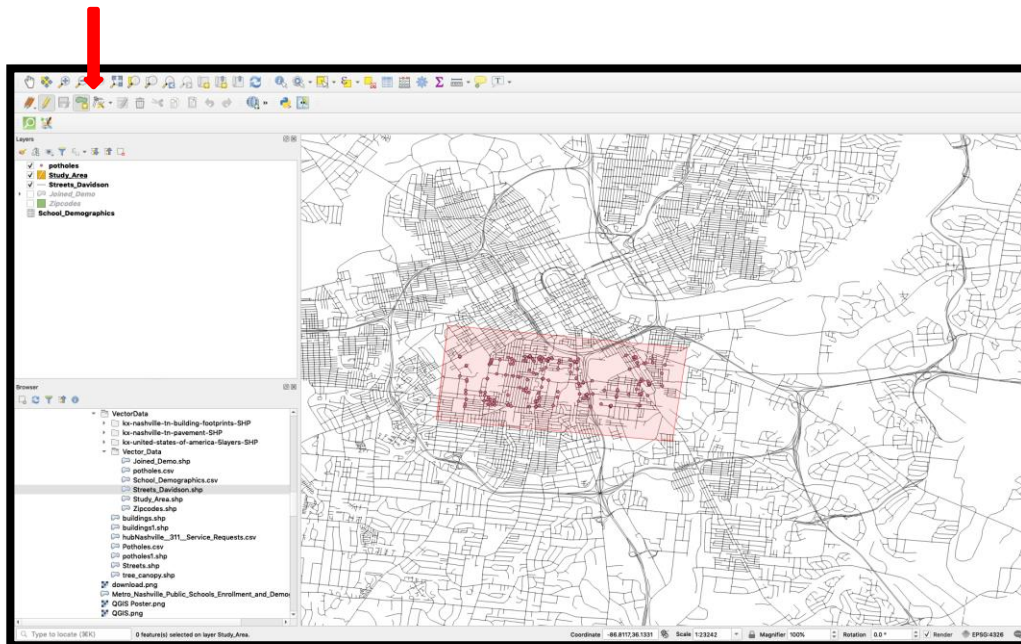 Layers
potholes
Study_Area
Streets_Davidson
Joined_Demo
Zipcodes
School_Demographics
Browser
VectorData
kx-nashville-tn-building-footprints-SHP
kx-nashville-tn-pavement-SHP
kx-united-states-of-america-5layers-SHP
Vector_Data
Joined_Demo.shp
potholes.csv
School_Demographics.csv
Streets_Davidson.shp
Study_Area.shp
Zipcodes.shp
buildings.shp
buildings1.shp
hubNashville__311__Service_Requests.csv
Potholes.csv
potholes1.shp
Streets.shp
tree_canopy.shp
download.png
Metro_Nashville_Public_Schools_Enrollment_and_Demo
QGIS Poster.png
QGIS.png
Type to locate (⌘K) 0 feature(s) selected on layer Study_Area. Coordinate -86.8117,36.1331 Scale 1:23242 Magnifier 100% Rotation 0.0 ° Render EPSG:4326